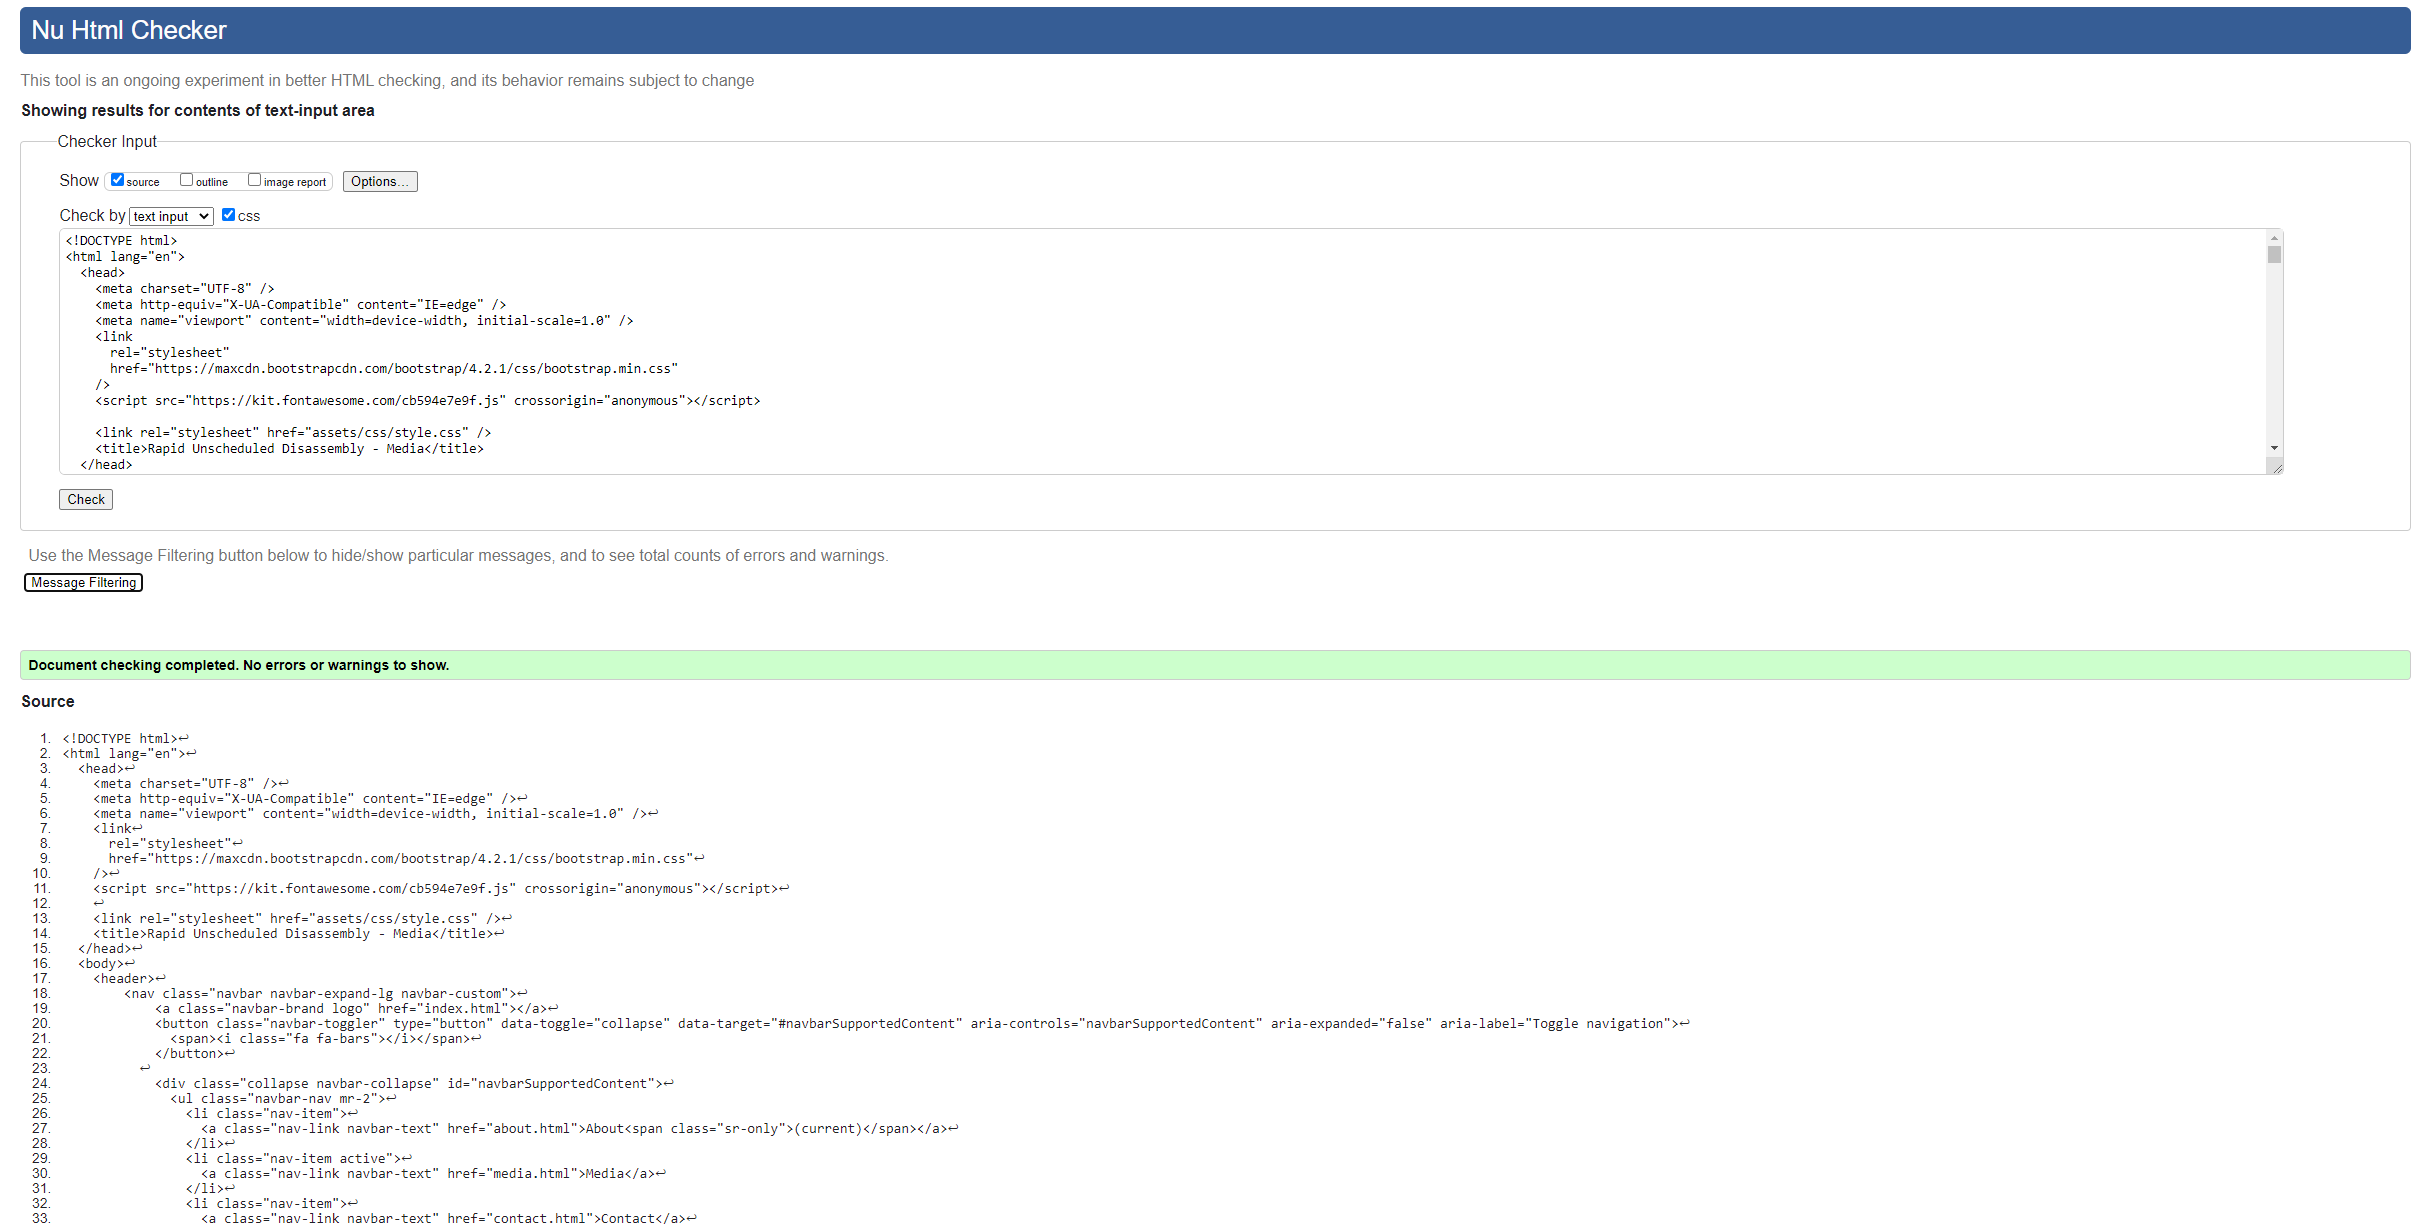 Nu Html Checker
This tool is an ongoing experiment in better HTML checking, and its behavior remains subject to change
Showing results for contents of text-input area
Checker Input
Show source outline image report Options...
Check by text input css
<!DOCTYPE html>
<html lang="en">
  <head>
    <meta charset="UTF-8" />
    <meta http-equiv="X-UA-Compatible" content="IE=edge" />
    <meta name="viewport" content="width=device-width, initial-scale=1.0" />
    <link
      rel="stylesheet"
      href="https://maxcdn.bootstrapcdn.com/bootstrap/4.2.1/css/bootstrap.min.css"
    />
    <script src="https://kit.fontawesome.com/cb594e7e9f.js" crossorigin="anonymous"></script>
    <link rel="stylesheet" href="assets/css/style.css" />
    <title>Rapid Unscheduled Disassembly - Media</title>
  </head>
Check
Use the Message Filtering button below to hide/show particular messages, and to see total counts of errors and warnings.
Message Filtering
Document checking completed. No errors or warnings to show.
Source
1. <!DOCTYPE html>↩
2. <html lang="en">↩
3.   <head>↩
4.     <meta charset="UTF-8" />↩
5.     <meta http-equiv="X-UA-Compatible" content="IE=edge" />↩
6.     <meta name="viewport" content="width=device-width, initial-scale=1.0" />↩
7.     <link↩
8.       rel="stylesheet"↩
9.       href="https://maxcdn.bootstrapcdn.com/bootstrap/4.2.1/css/bootstrap.min.css"↩
10.     />↩
11.     <script src="https://kit.fontawesome.com/cb594e7e9f.js" crossorigin="anonymous"></script>↩
12.     ↩
13.     <link rel="stylesheet" href="assets/css/style.css" />↩
14.     <title>Rapid Unscheduled Disassembly - Media</title>↩
15.   </head>↩
16.   <body>↩
17.     <header>↩
18.         <nav class="navbar navbar-expand-lg navbar-custom">↩
19.             <a class="navbar-brand logo" href="index.html"></a>↩
20.             <button class="navbar-toggler" type="button" data-toggle="collapse" data-target="#navbarSupportedContent" aria-controls="navbarSupportedContent" aria-expanded="false" aria-label="Toggle navigation">↩
21.               <span><i class="fa fa-bars"></i></span>↩
22.             </button>↩
23.           ↩
24.             <div class="collapse navbar-collapse" id="navbarSupportedContent">↩
25.               <ul class="navbar-nav mr-2">↩
26.                 <li class="nav-item">↩
27.                   <a class="nav-link navbar-text" href="about.html">About<span class="sr-only">(current)</span></a>↩
28.                 </li>↩
29.                 <li class="nav-item active">↩
30.                   <a class="nav-link navbar-text" href="media.html">Media</a>↩
31.                 </li>↩
32.                 <li class="nav-item">↩
33.                   <a class="nav-link navbar-text" href="contact.html">Contact</a>↩